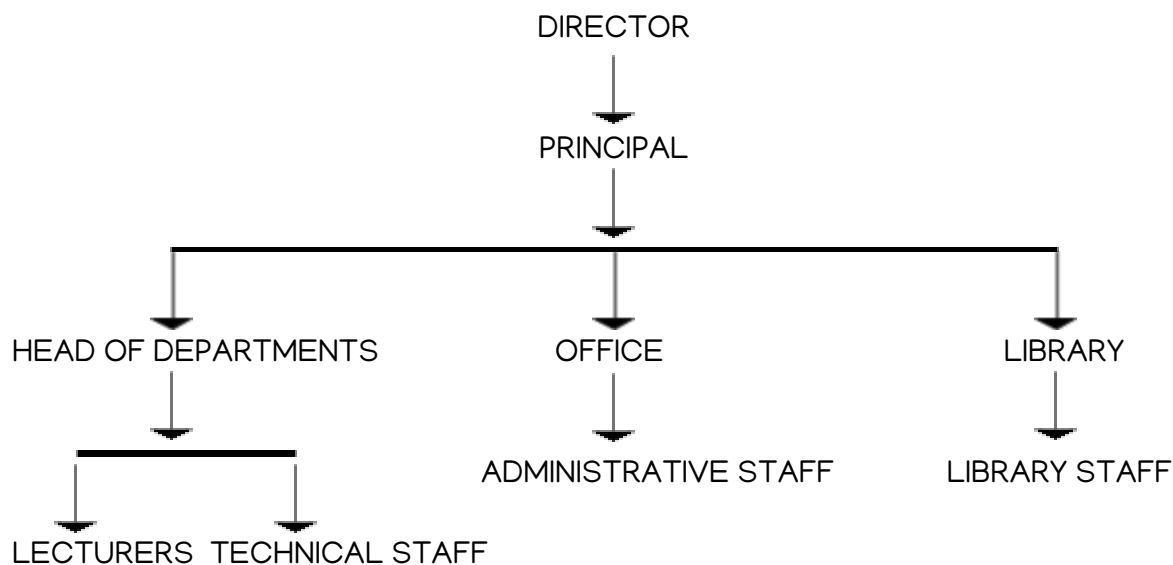 DIRECTOR
PRINCIPAL
HEAD OF DEPARTMENTS
OFFICE
LIBRARY
ADMINISTRATIVE STAFF
LIBRARY STAFF
LECTURERS
TECHNICAL STAFF